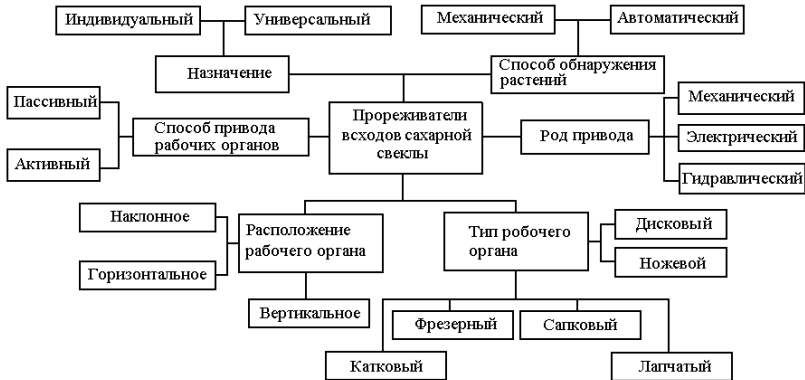 Индивидуальный
Универсальный
Механический
Автоматический
Назначение
Способ обнаружения
растений
Пассивный
Активный
Способ привода
рабочих органов
Прореживатели
всходов сахарной
свеклы
Род привода
Механический
Электрический
Гидравлический
Наклонное
Горизонтальное
Расположение
рабочего органа
Вертикальное
Тип робочего
органа
Дисковый
Ножевой
Фрезерный
Сапковый
Катковый
Лапчатый